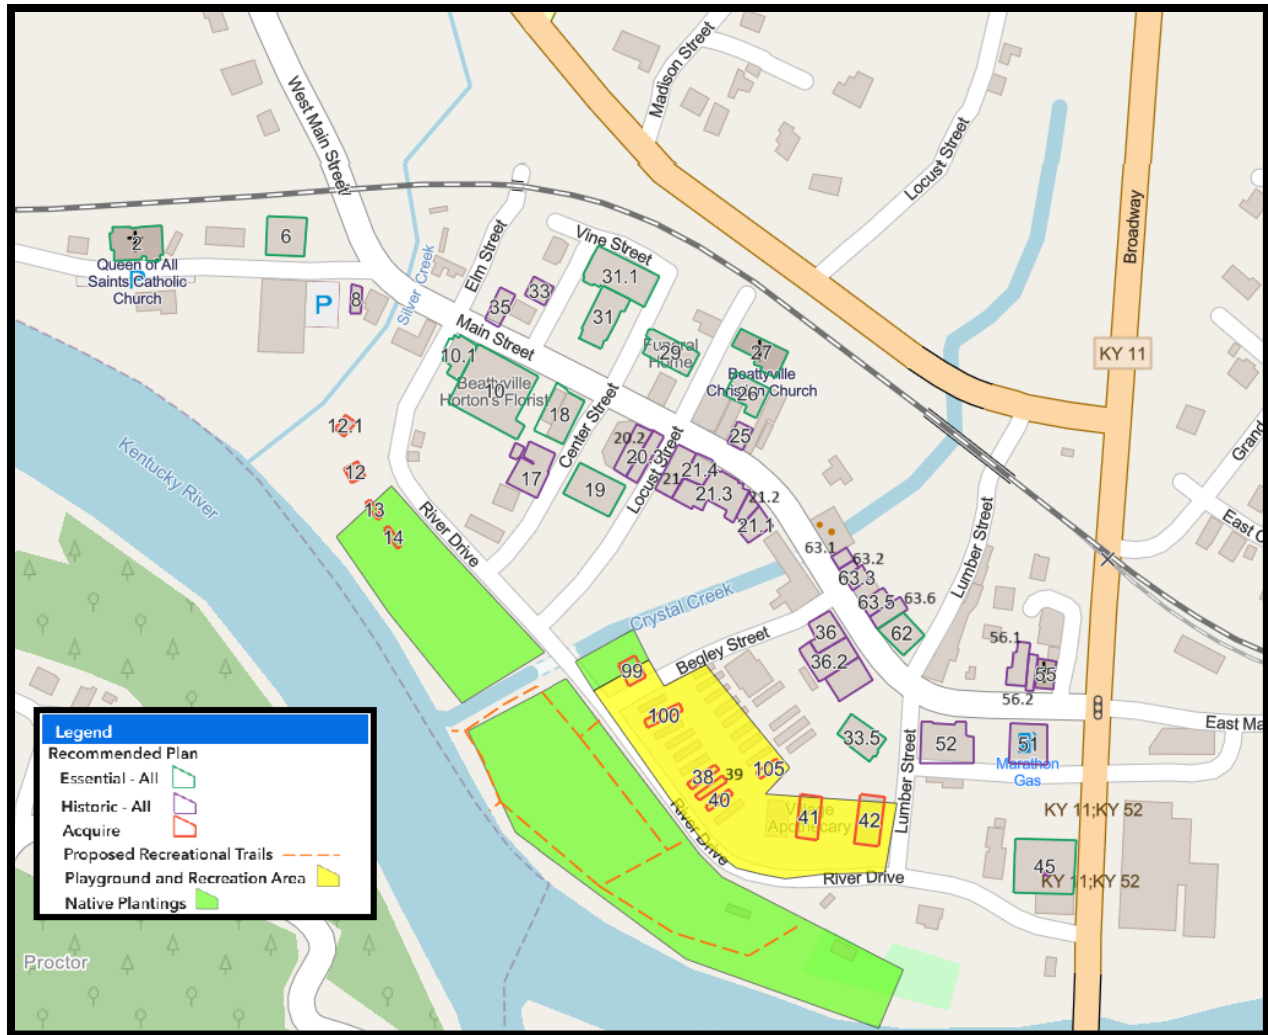 Madison Street
West Main Street
Locust Street
Broadway
2
Queen of All
Saints Catholic
Church
P
6
8
P
Silver Creek
Elm Street
Vine Street
KY 11
31.1
33
35
31
Main Street
29
Funeral
Home
27
Beattyville
Christian Church
26
25
10.1
10
Beattyville
Horton's Florist
18
Center Street
20.2
20.3
Locust Street
21
21.4
21.3
21.2
21.1
17
19
12.1
12
13
14
Kentucky River
River Drive
Grand
East C
Lumber Street
63.1
63.2
63.3
63.5
63.6
62
Crystal Creek
Begley Street
36
36.2
56.1
55
56.2
99
100
38
39
40
105
33.5
52
51
Marathon
Gas
East Ma
Lumber Street
41
42
Village
Apothecary
River Drive
River Drive
KY 11;KY 52
45
KY 11;KY 52
Legend
Recommended Plan
Essential - All
Historic - All
Acquire
Proposed Recreational Trails
Playground and Recreation Area
Native Plantings
Proctor